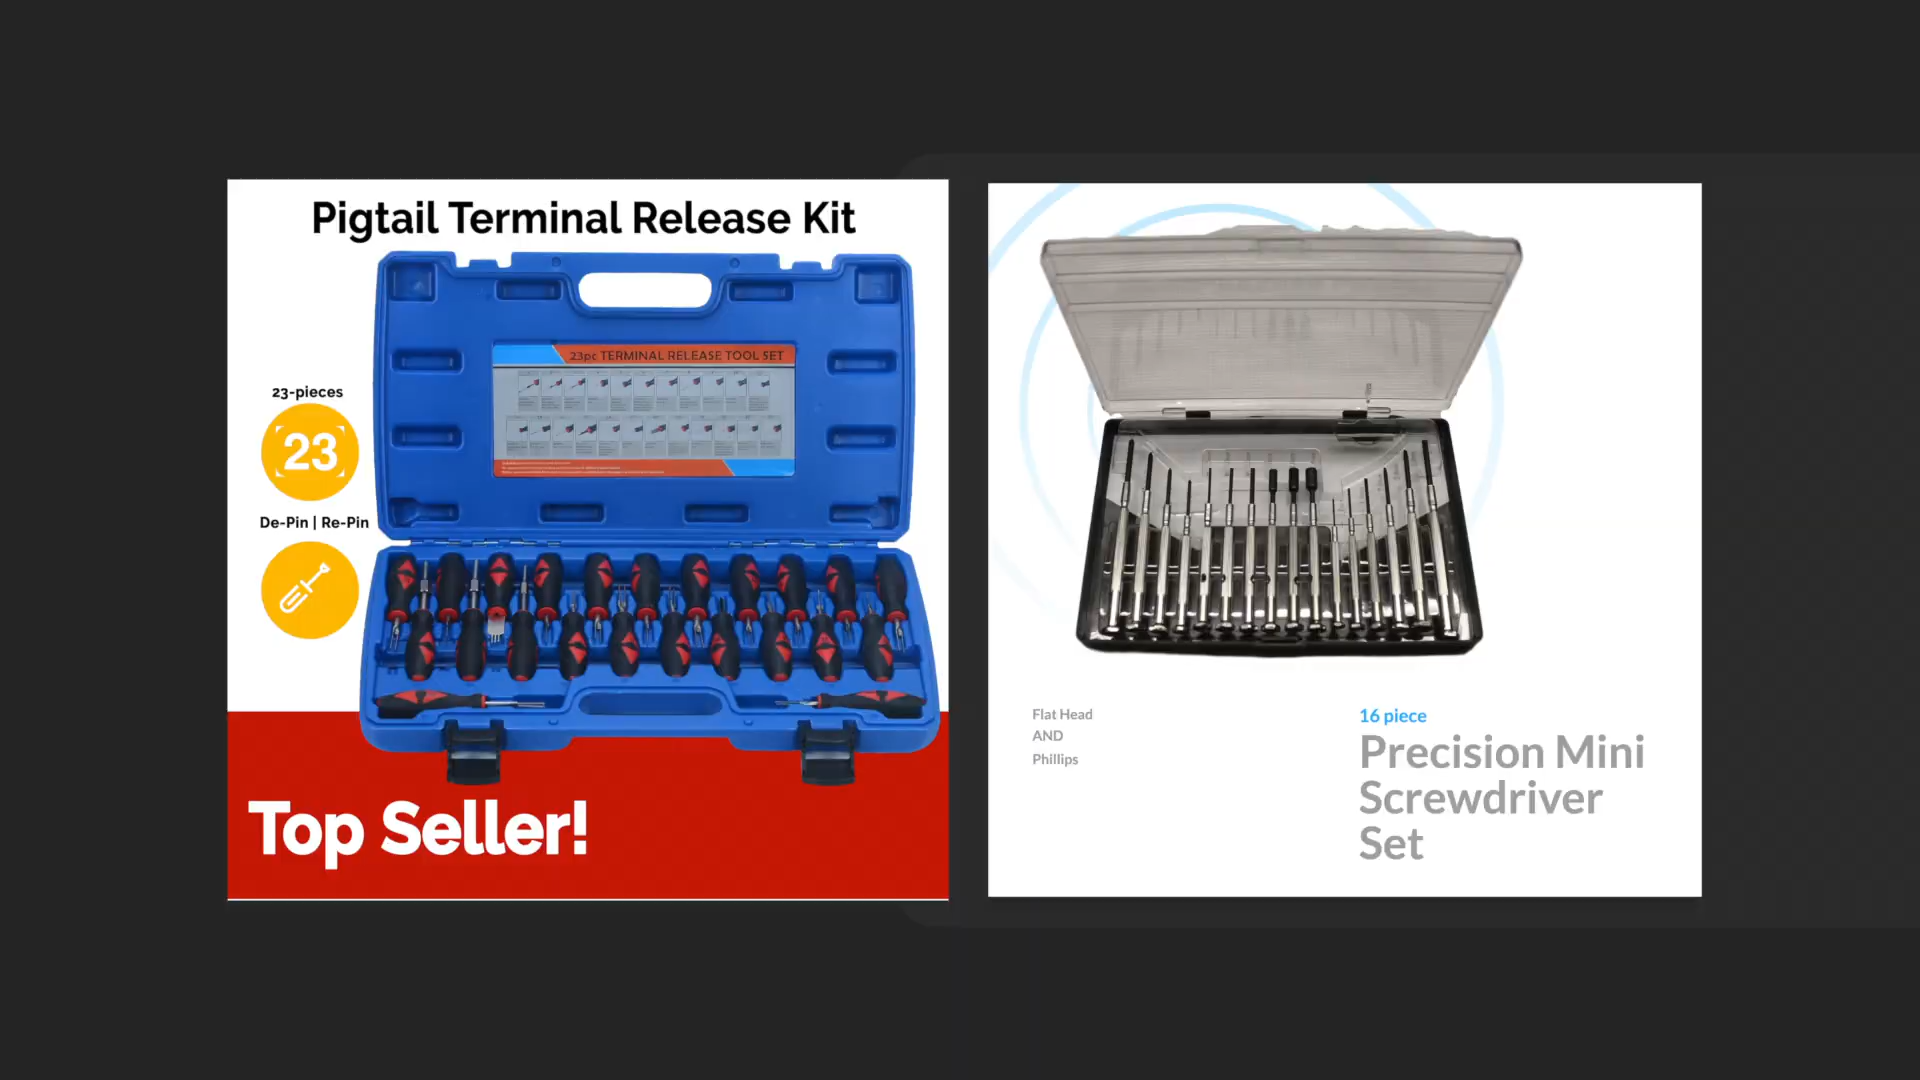 Pigtail Terminal Release Kit
23pc TERMINAL RELEASE TOOL SET
23-pieces
23
De-Pin | Re-Pin
Top Seller!
Flat Head
AND
Phillips
16 piece
Precision Mini
Screwdriver
Set